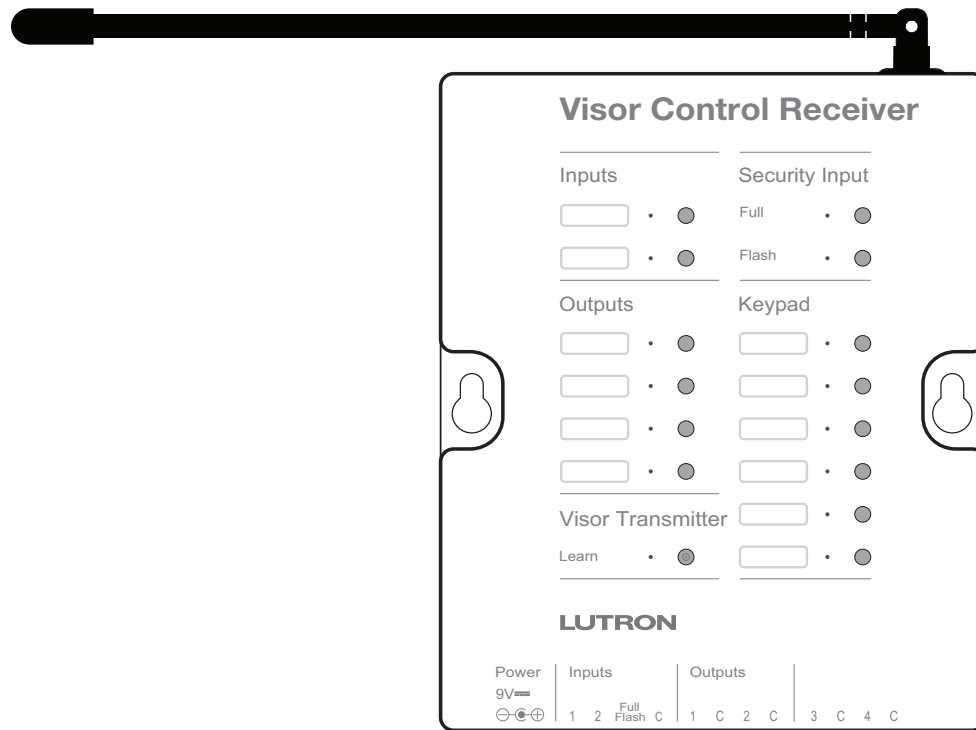 Visor Control Receiver
Inputs
Security Input
Full
Flash
Outputs
Keypad
Visor Transmitter
Learn
LUTRON
Power
9V
Inputs
1 2 Full Flash C
Outputs
1 C 2 C 3 C 4 C